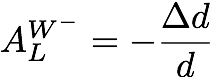 $A_L^{W^-} = -\frac{\Delta d}{d}$